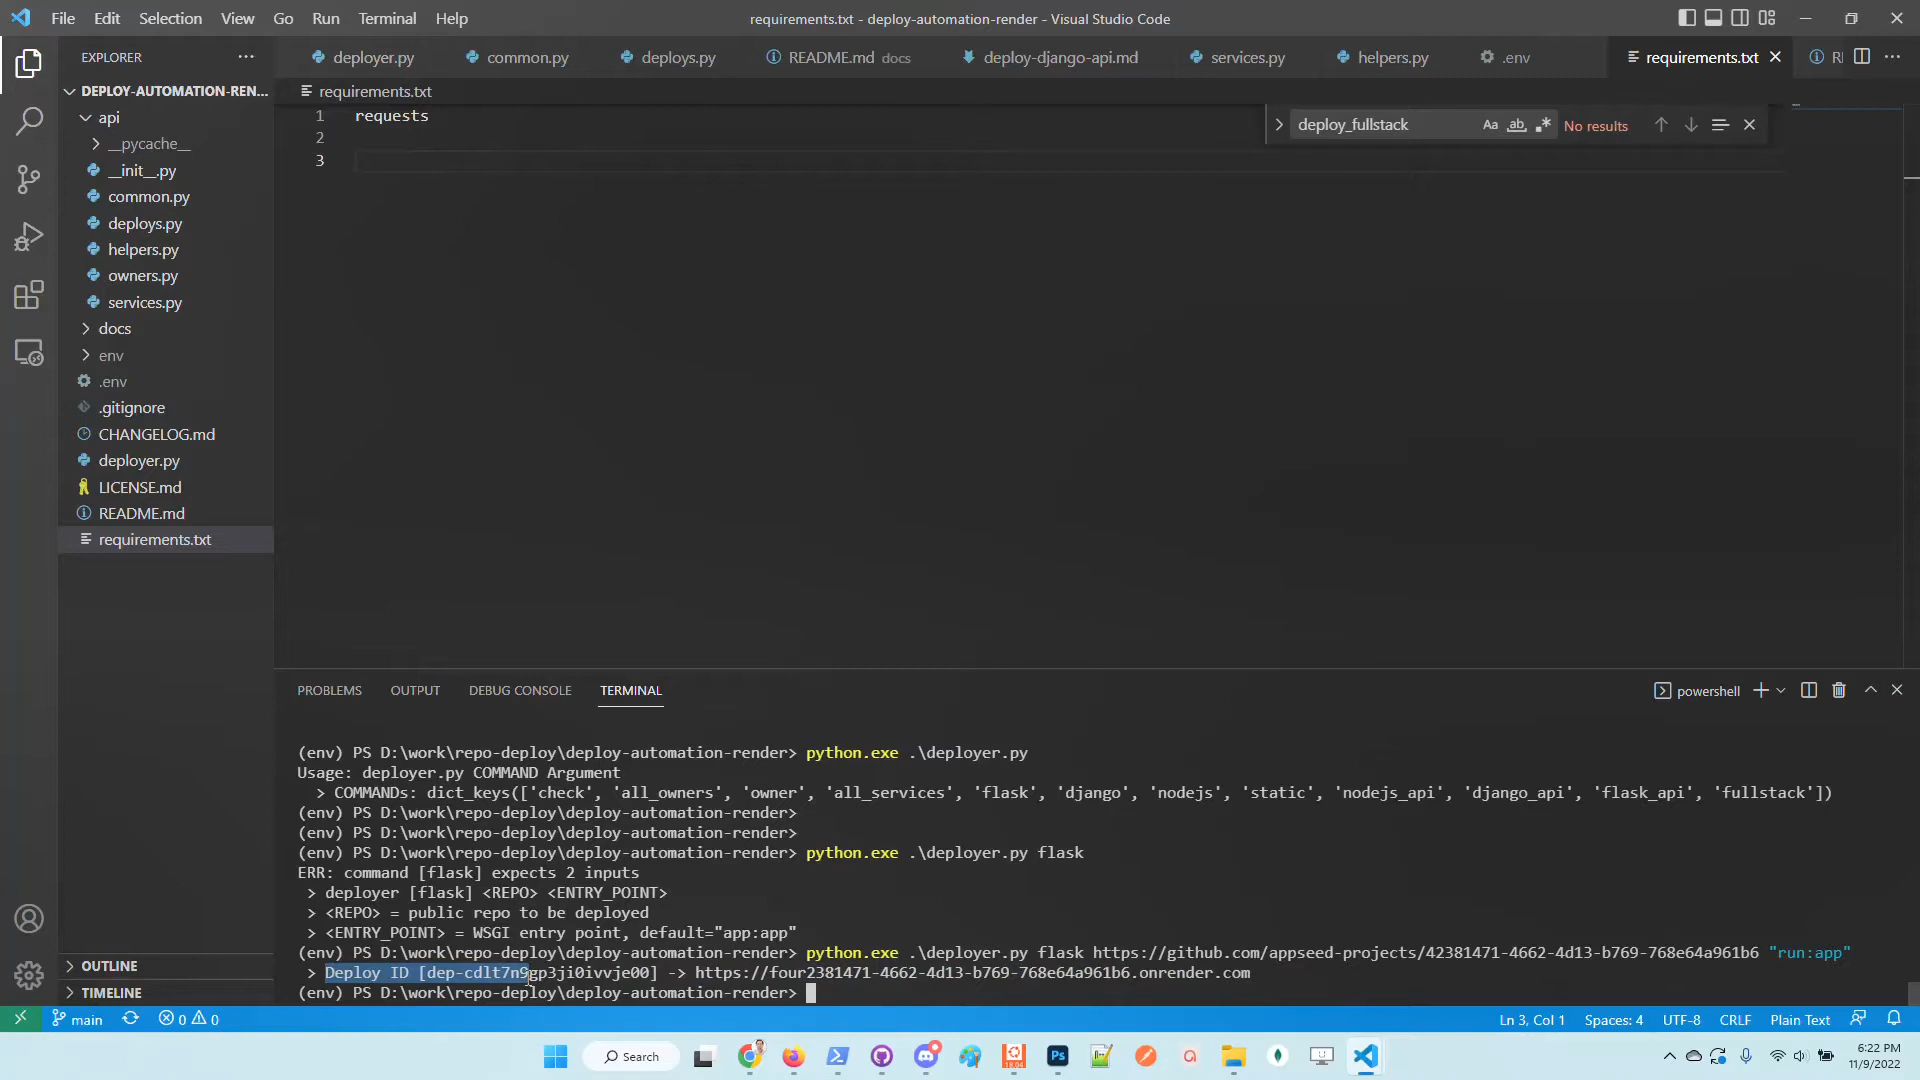 File Edit Selection View Go Run Terminal Help
requirements.txt - deploy-automation-render - Visual Studio Code
EXPLORER
deployer.py
common.py
deploys.py
README.md docs
deploy-django-api.md
services.py
helpers.py
.env
requirements.txt
DEPLOY-AUTOMATION-REN...
api
__pycache__
__init__.py
common.py
deploys.py
helpers.py
owners.py
services.py
docs
env
.env
.gitignore
CHANGELOG.md
deployer.py
LICENSE.md
README.md
requirements.txt
OUTLINE
TIMELINE
requirements.txt
1 requests
2
3
deploy_fullstack
Aa
ab
No results
PROBLEMS OUTPUT DEBUG CONSOLE TERMINAL
powershell
(env) PS D:\work\repo-deploy\deploy-automation-render> python.exe .\deployer.py
Usage: deployer.py COMMAND Argument
> COMMANDs: dict_keys(['check', 'all_owners', 'owner', 'all_services', 'flask', 'django', 'nodejs', 'static', 'nodejs_api', 'django_api', 'flask_api', 'fullstack'])
(env) PS D:\work\repo-deploy\deploy-automation-render>
(env) PS D:\work\repo-deploy\deploy-automation-render>
(env) PS D:\work\repo-deploy\deploy-automation-render> python.exe .\deployer.py flask
ERR: command [flask] expects 2 inputs
> deployer [flask] <REPO> <ENTRY_POINT>
> <REPO> = public repo to be deployed
> <ENTRY_POINT> = WSGI entry point, default="app:app"
(env) PS D:\work\repo-deploy\deploy-automation-render> python.exe .\deployer.py flask https://github.com/appseed-projects/42381471-4662-4d13-b769-768e64a961b6 "run:app"
> Deploy ID [dep-cdlt7n9gp3ji0ivvje00] -> https://four2381471-4662-4d13-b769-768e64a961b6.onrender.com
(env) PS D:\work\repo-deploy\deploy-automation-render>
main
0
0
Ln 3, Col 1
Spaces: 4
UTF-8
CRLF
Plain Text
Search
18.04
Ps
6:22 PM
11/9/2022